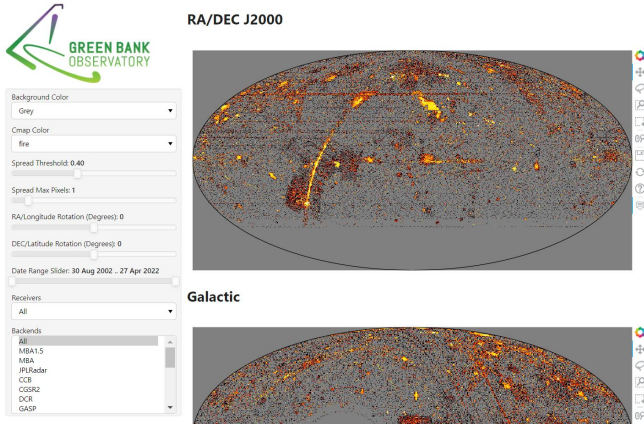 GREEN BANK
OBSERVATORY
Background Color
Grey
Cmap Color
fire
Spread Threshold: 0.40
Spread Max Pixels: 1
RA/Longitude Rotation (Degrees): 0
DEC/Latitude Rotation (Degrees): 0
Date Range Slider: 30 Aug 2002 .. 27 Apr 2022
Receivers
All
Backends
All
MBA1.5
MBA
JPLRadar
CCB
CGSR2
DCR
GASP
RA/DEC J2000
Galactic